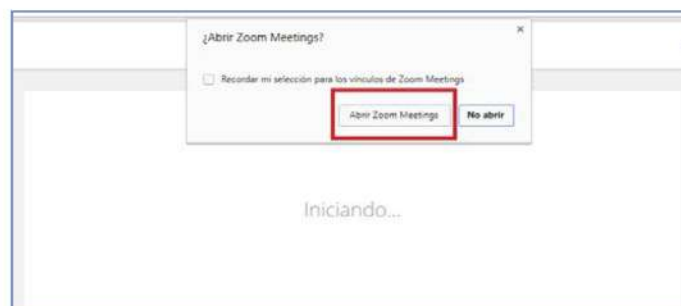 ¿Abrir Zoom Meetings?
Recordar mi selección para los vínculos de Zoom Meetings
Abrir Zoom Meetings No abrir
Iniciando...